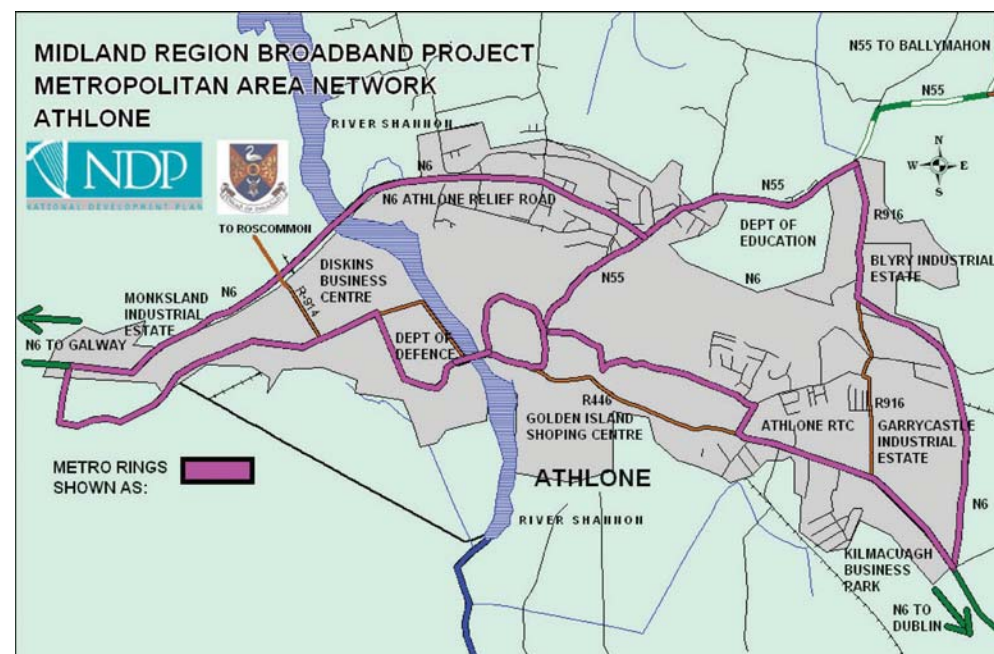 MIDLAND REGION BROADBAND PROJECT
METROPOLITAN AREA NETWORK
ATHLONE
NDP
NATIONAL DEVELOPMENT PLAN
N55 TO BALLYMAHON
N55
RIVER SHANNON
N
W E
S
N6
N6 ATHLONE RELIEF ROAD
N55
R916
TO ROSCOMMON
DEPT OF
EDUCATION
BLYRY INDUSTRIAL
ESTATE
DISKINS
BUSINESS
CENTRE
N55
N6
R-914
MONKSLAND
INDUSTRIAL
ESTATE
N6
N6 TO GALWAY
DEPT OF
DEFENCE
R446
GOLDEN ISLAND
SHOPING CENTRE
R916
ATHLONE RTC
GARRYCASTLE
INDUSTRIAL
ESTATE
METRO RINGS
SHOWN AS:
ATHLONE
N6
RIVER SHANNON
KILMACUAGH
BUSINESS
PARK
N6 TO
DUBLIN